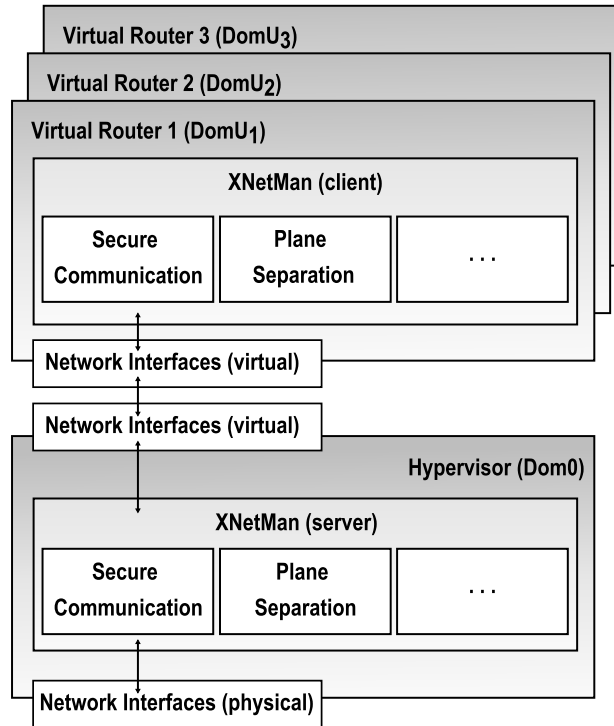 Virtual Router 3 (DomU3)
Virtual Router 2 (DomU2)
Virtual Router 1 (DomU1)
XNetMan (client)
Secure
Communication
Plane
Separation
...
Network Interfaces (virtual)
Network Interfaces (virtual)
Hypervisor (Dom0)
XNetMan (server)
Secure
Communication
Plane
Separation
...
Network Interfaces (physical)